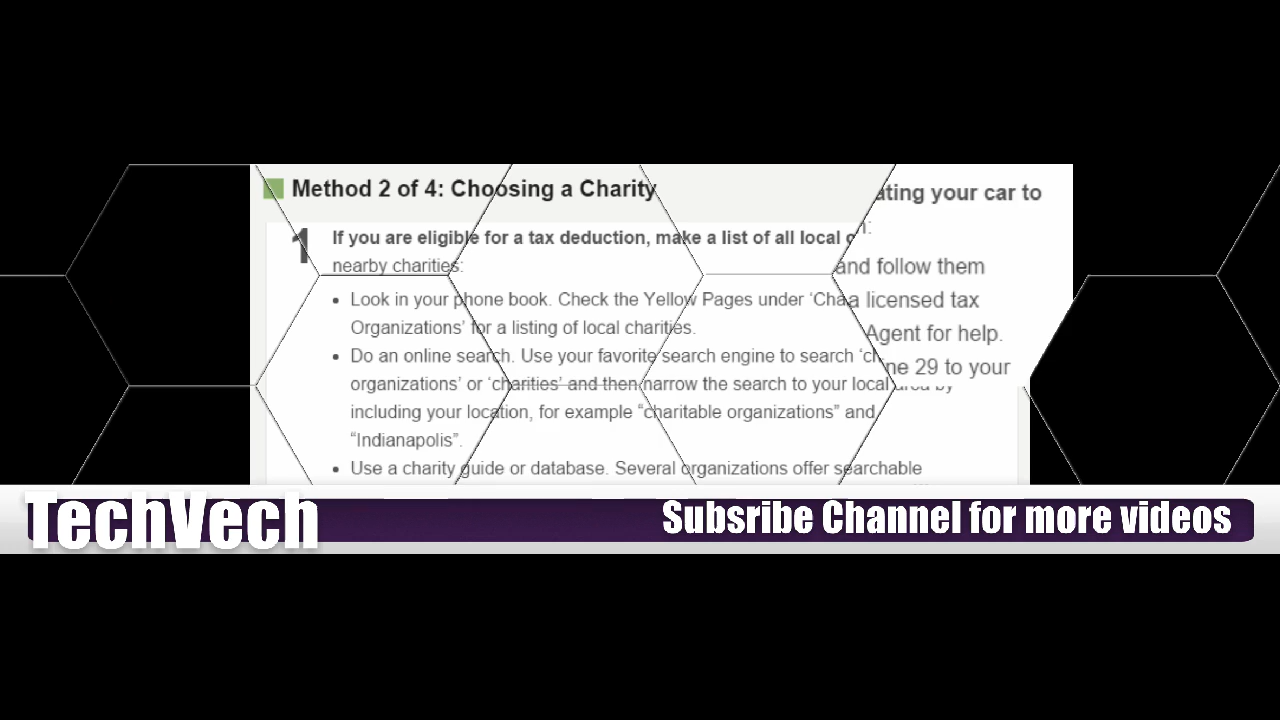 Method 2 of 4: Choosing a Charity
1
If you are eligible for a tax deduction, make a list of all local
nearby charities:
• Look in your phone book. Check the Yellow Pages under ‘Cha
Organizations’ for a listing of local charities.
• Do an online search. Use your favorite search engine to search ‘ch
organizations’ or ‘charities’ and then narrow the search to your local area by
including your location, for example “charitable organizations” and
“Indianapolis”.
• Use a charity guide or database. Several organizations offer searchable
ating your car to
n:
and follow them
a licensed tax
Agent for help.
ne 29 to your
TechVech
Subsribe Channel for more videos